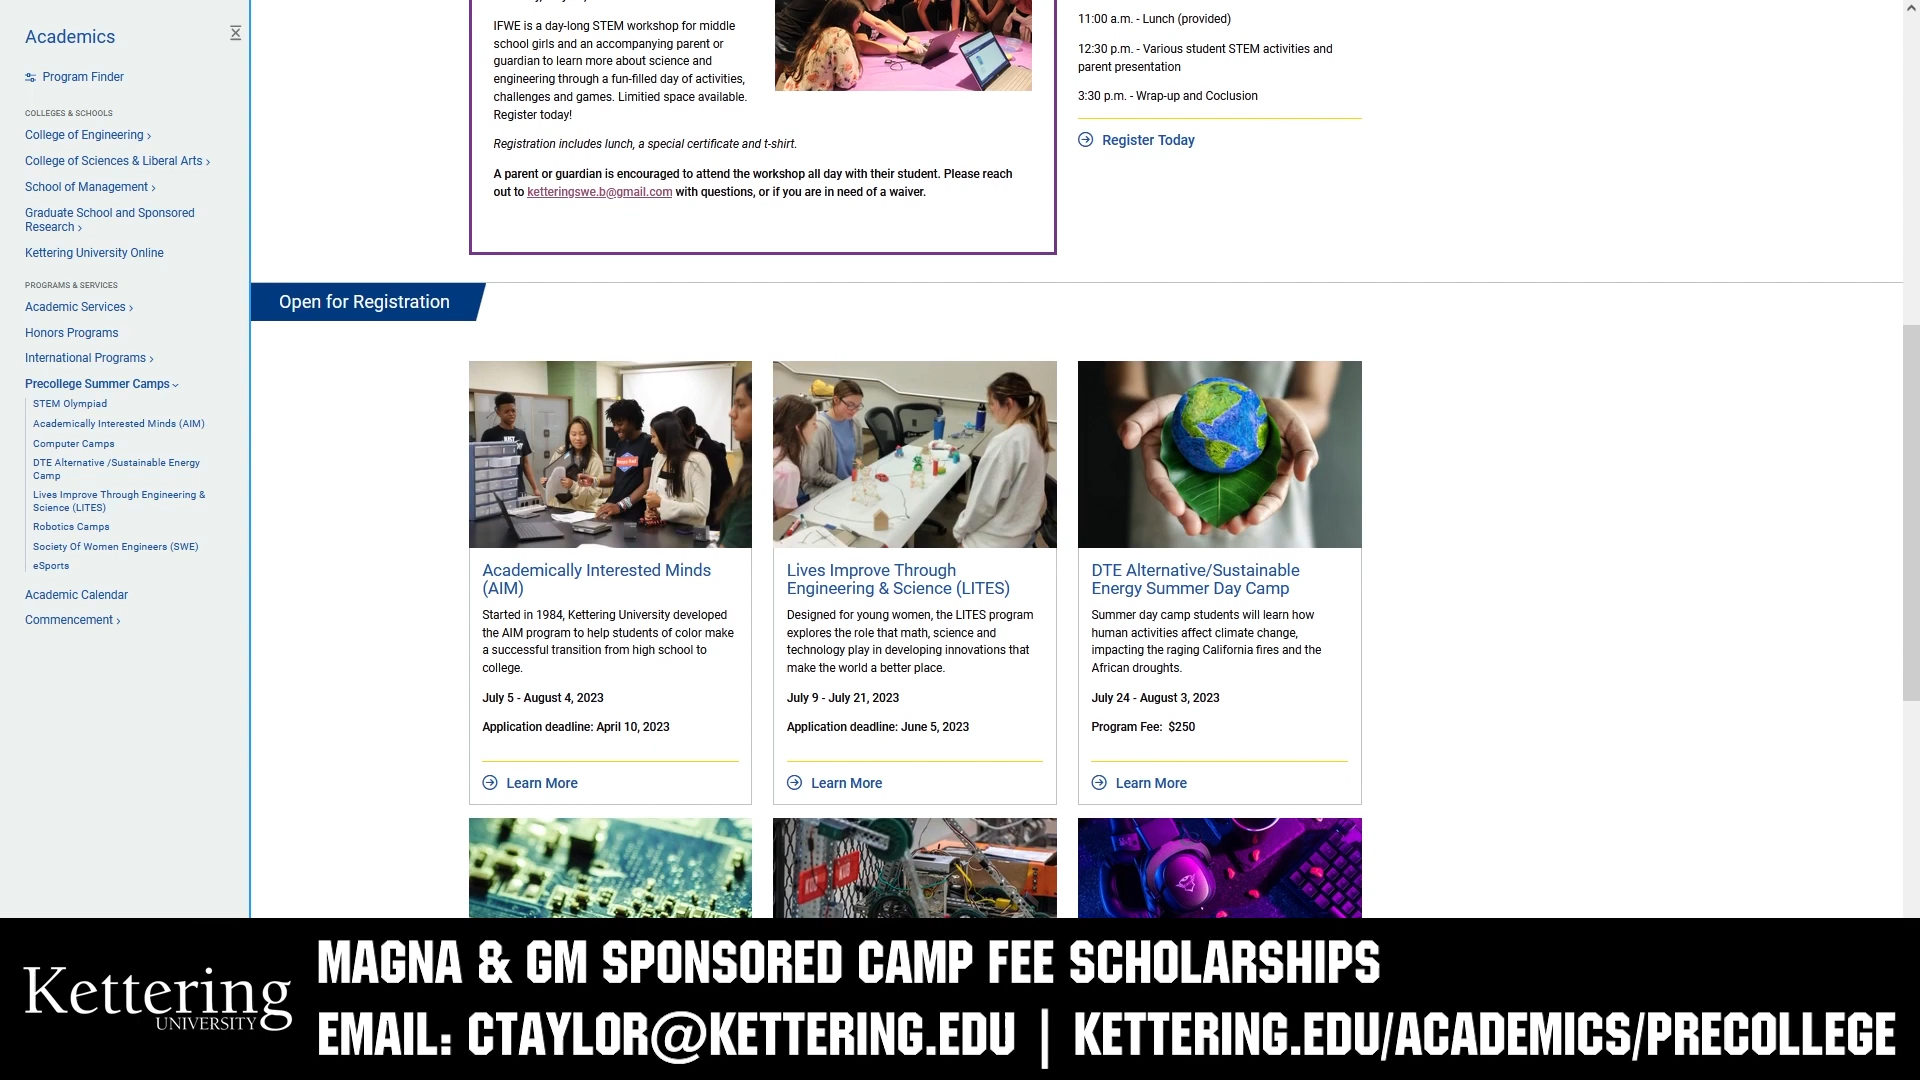 Academics
Program Finder
COLLEGES & SCHOOLS
College of Engineering
College of Sciences & Liberal Arts
School of Management
Graduate School and Sponsored
Research
Kettering University Online
PROGRAMS & SERVICES
Academic Services
Honors Programs
International Programs
Precollege Summer Camps
STEM Olympiad
Academically Interested Minds (AIM)
Computer Camps
DTE Alternative /Sustainable Energy
Camp
Lives Improve Through Engineering &
Science (LITES)
Robotics Camps
Society Of Women Engineers (SWE)
eSports
Academic Calendar
Commencement
IFWE is a day-long STEM workshop for middle
school girls and an accompanying parent or
guardian to learn more about science and
engineering through a fun-filled day of activities,
challenges and games. Limitied space available.
Register today!
Registration includes lunch, a special certificate and t-shirt.
A parent or guardian is encouraged to attend the workshop all day with their student. Please reach
out to ketteringswe.b@gmail.com with questions, or if you are in need of a waiver.
11:00 a.m. - Lunch (provided)
12:30 p.m. - Various student STEM activities and
parent presentation
3:30 p.m. - Wrap-up and Coclusion
Register Today
Open for Registration
Academically Interested Minds
(AIM)
Started in 1984, Kettering University developed
the AIM program to help students of color make
a successful transition from high school to
college.
July 5 - August 4, 2023
Application deadline: April 10, 2023
Learn More
Lives Improve Through
Engineering & Science (LITES)
Designed for young women, the LITES program
explores the role that math, science and
technology play in developing innovations that
make the world a better place.
July 9 - July 21, 2023
Application deadline: June 5, 2023
Learn More
DTE Alternative/Sustainable
Energy Summer Day Camp
Summer day camp students will learn how
human activities affect climate change,
impacting the raging California fires and the
African droughts.
July 24 - August 3, 2023
Program Fee: $250
Learn More
Kettering
UNIVERSITY
MAGNA & GM SPONSORED CAMP FEE SCHOLARSHIPS
EMAIL: CTAYLOR@KETTERING.EDU | KETTERING.EDU/ACADEMICS/PRECOLLEGE